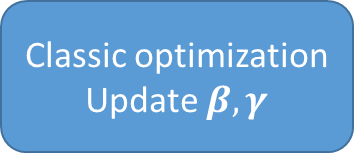 Classic optimization
Update β, γ